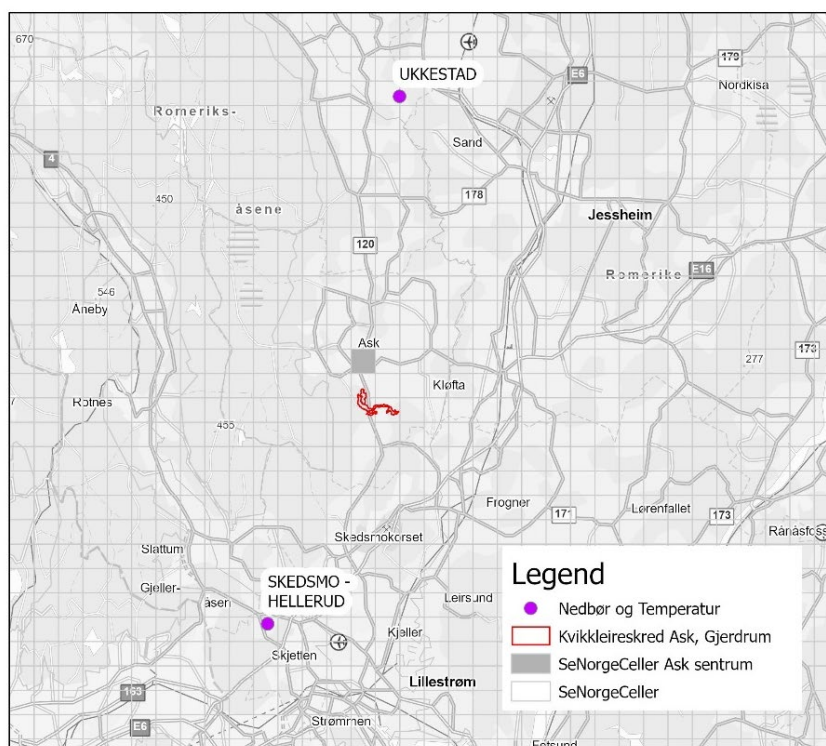 670
UKKESTAD
E6
179
Nordkisa
Romeriks-
Sand
4
178
450
åsene
Jessheim
120
Romerike
E16
546
Åneby
Ask
173
277
Kløfta
Rotnes
455
Frogner
171
Lørenfallet
173
Skedsmokorset
Rånåsfoss
Slattum
SKEDSMO -
HELLERUD
Gjeller-
åsen
Leirsund
Kjeller
Skjetten
Lillestrøm
163
Strømmen
E6
Fetsund
Legend
Nedbør og Temperatur
Kvikkleireskred Ask, Gjerdrum
SeNorgeCeller Ask sentrum
SeNorgeCeller